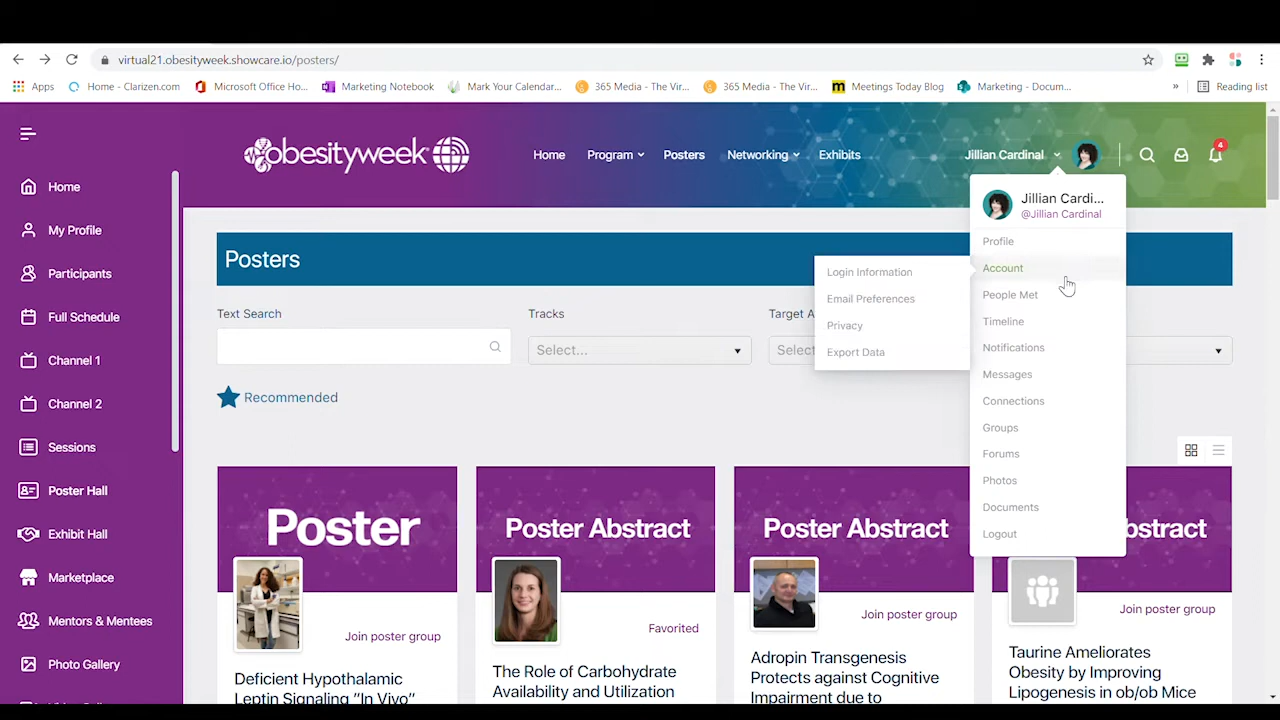 virtual21.obesityweek.showcare.io/posters/
Apps
Home - Clarizen.com
Microsoft Office Ho...
Marketing Notebook
Mark Your Calendar...
365 Media - The Vir...
365 Media - The Vir...
Meetings Today Blog
Marketing - Docum...
»
Reading list
obesityweek
Home
Program
Posters
Networking
Exhibits
Jillian Cardinal
4
Home
My Profile
Participants
Full Schedule
Channel 1
Channel 2
Sessions
Poster Hall
Exhibit Hall
Marketplace
Mentors & Mentees
Photo Gallery
Jillian Cardi...
@Jillian Cardinal
Profile
Account
People Met
Timeline
Notifications
Messages
Connections
Groups
Forums
Photos
Documents
Logout
Login Information
Email Preferences
Privacy
Export Data
Posters
Text Search
Tracks
Target A
Select...
Select
Recommended
Poster
Join poster group
Deficient Hypothalamic
Leptin Signaling "In Vivo"
Poster Abstract
Favorited
The Role of Carbohydrate
Availability and Utilization
Poster Abstract
Join poster group
Adropin Transgenesis
Protects against Cognitive
Impairment due to
bstract
Join poster group
Taurine Ameliorates
Obesity by Improving
Lipogenesis in ob/ob Mice